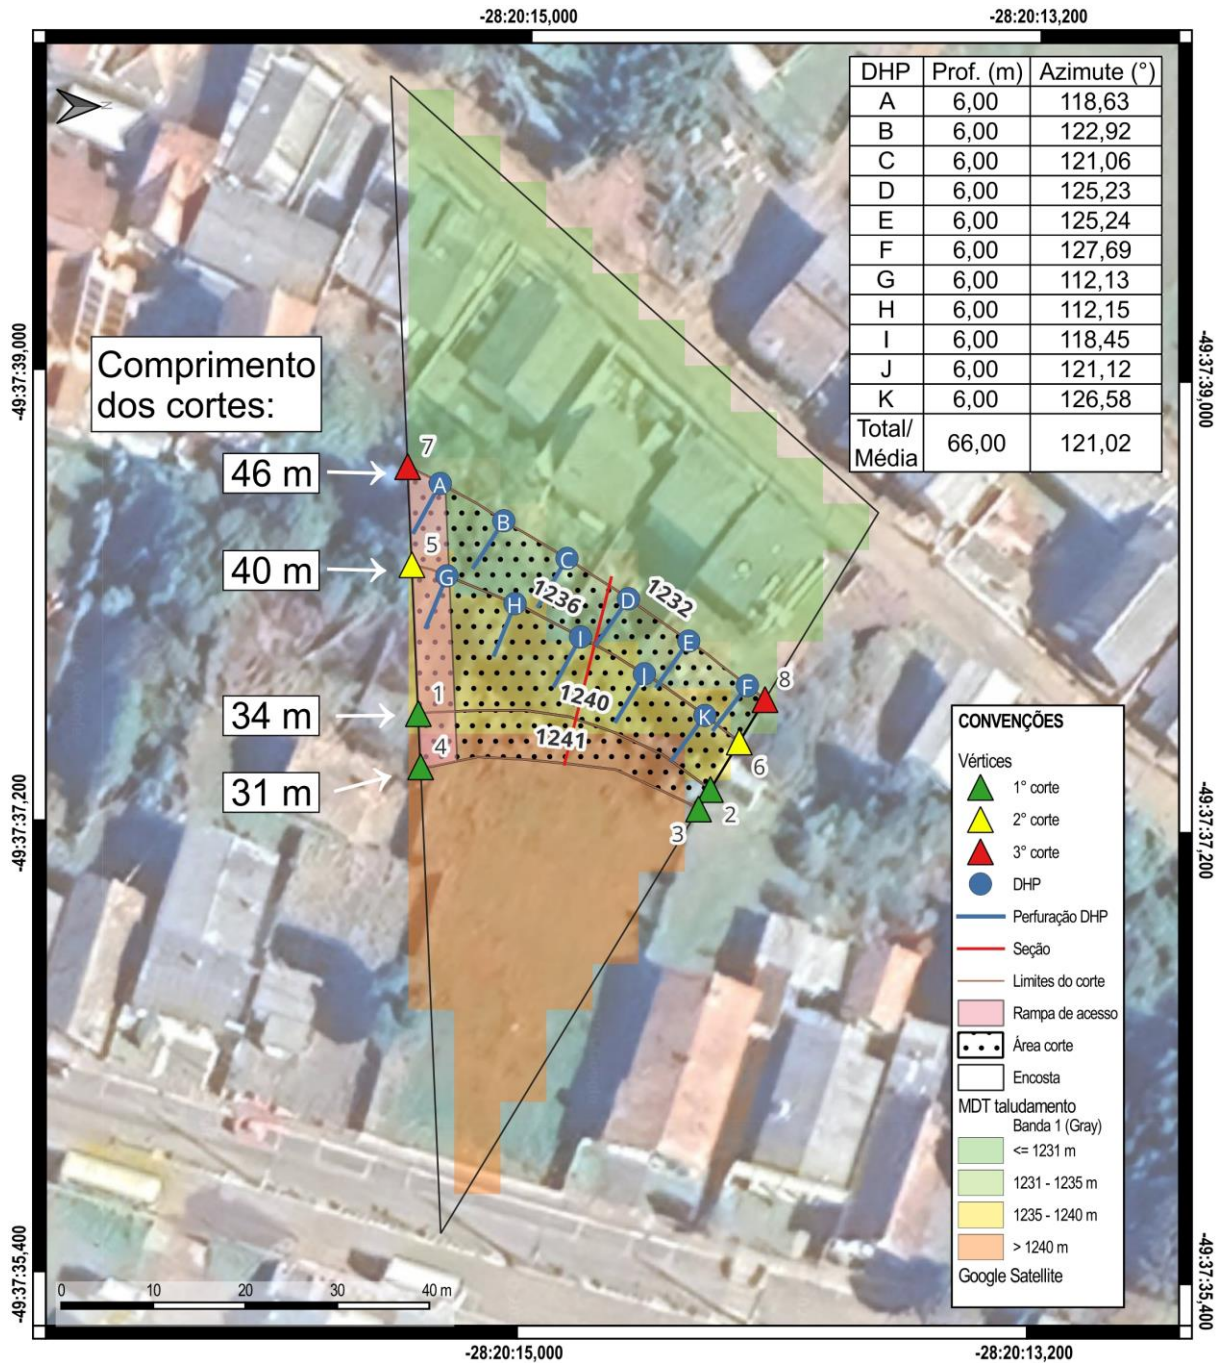 -28:20:15,000
-28:20:13,200
N
DHP Prof. (m) Azimute (°)
A 6,00 118,63
B 6,00 122,92
C 6,00 121,06
D 6,00 125,23
E 6,00 125,24
F 6,00 127,69
G 6,00 112,13
H 6,00 112,15
I 6,00 118,45
J 6,00 121,12
K 6,00 126,58
Total/
Média 66,00 121,02
-49:37:39,000
-49:37:39,000
Comprimento
dos cortes:
46 m
40 m
34 m
31 m
7
A
B
5
C
G
1236
D
1232
H
E
I
J
F
8
1
1240
K
4
1241
6
2
3
-49:37:37,200
-49:37:37,200
CONVENÇÕES
Vértices
1° corte
2° corte
3° corte
DHP
Perfuração DHP
Seção
Limites do corte
Rampa de acesso
Área corte
Encosta
MDT taludamento
Banda 1 (Gray)
<= 1231 m
1231 - 1235 m
1235 - 1240 m
> 1240 m
Google Satellite
-49:37:35,400
-49:37:35,400
0 10 20 30 40 m
-28:20:15,000
-28:20:13,200